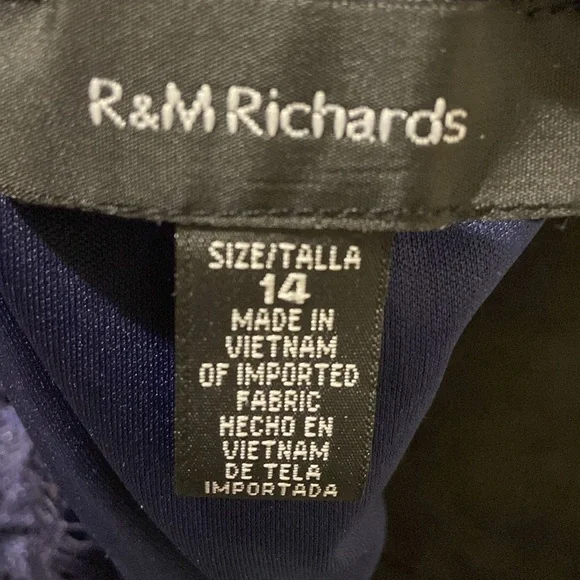 R&M Richards
SIZE/TALLA
14
MADE IN
VIETNAM
OF IMPORTED
FABRIC
HECHO EN
VIETNAM
DE TELA
IMPORTADA